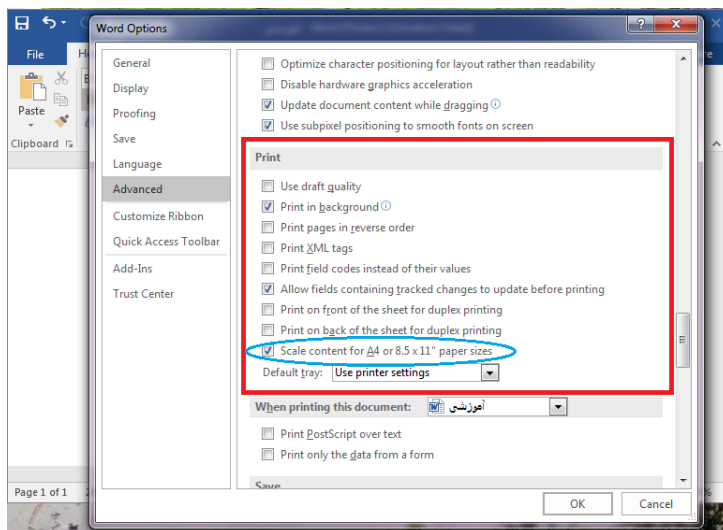 Word Options
File
Paste
Clipboard
General
Display
Proofing
Save
Language
Advanced
Customize Ribbon
Quick Access Toolbar
Add-Ins
Trust Center
Optimize character positioning for layout rather than readability
Disable hardware graphics acceleration
Update document content while dragging
Use subpixel positioning to smooth fonts on screen
Print
Use draft quality
Print in background
Print pages in reverse order
Print XML tags
Print field codes instead of their values
Allow fields containing tracked changes to update before printing
Print on front of the sheet for duplex printing
Print on back of the sheet for duplex printing
Scale content for A4 or 8.5 x 11" paper sizes
Default tray: Use printer settings
When printing this document: آموزشی
Print PostScript over text
Print only the data from a form
Save
Page 1 of 1
OK
Cancel